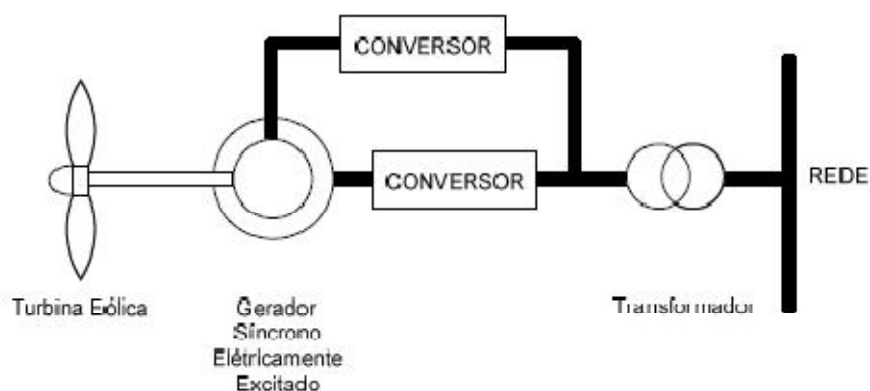 CONVERSOR
CONVERSOR
REDE
Turbina Eólica
Gerador
Síncrono
Elétricamente
Excitado
Transformador